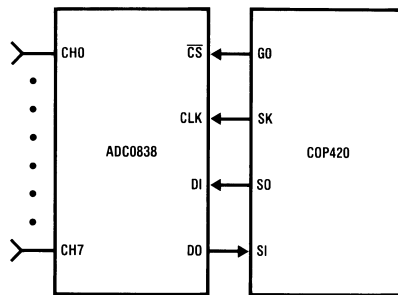 CH0 CS G0
CLK SK
ADC0838 COP420
DI SO
CH7 DO SI